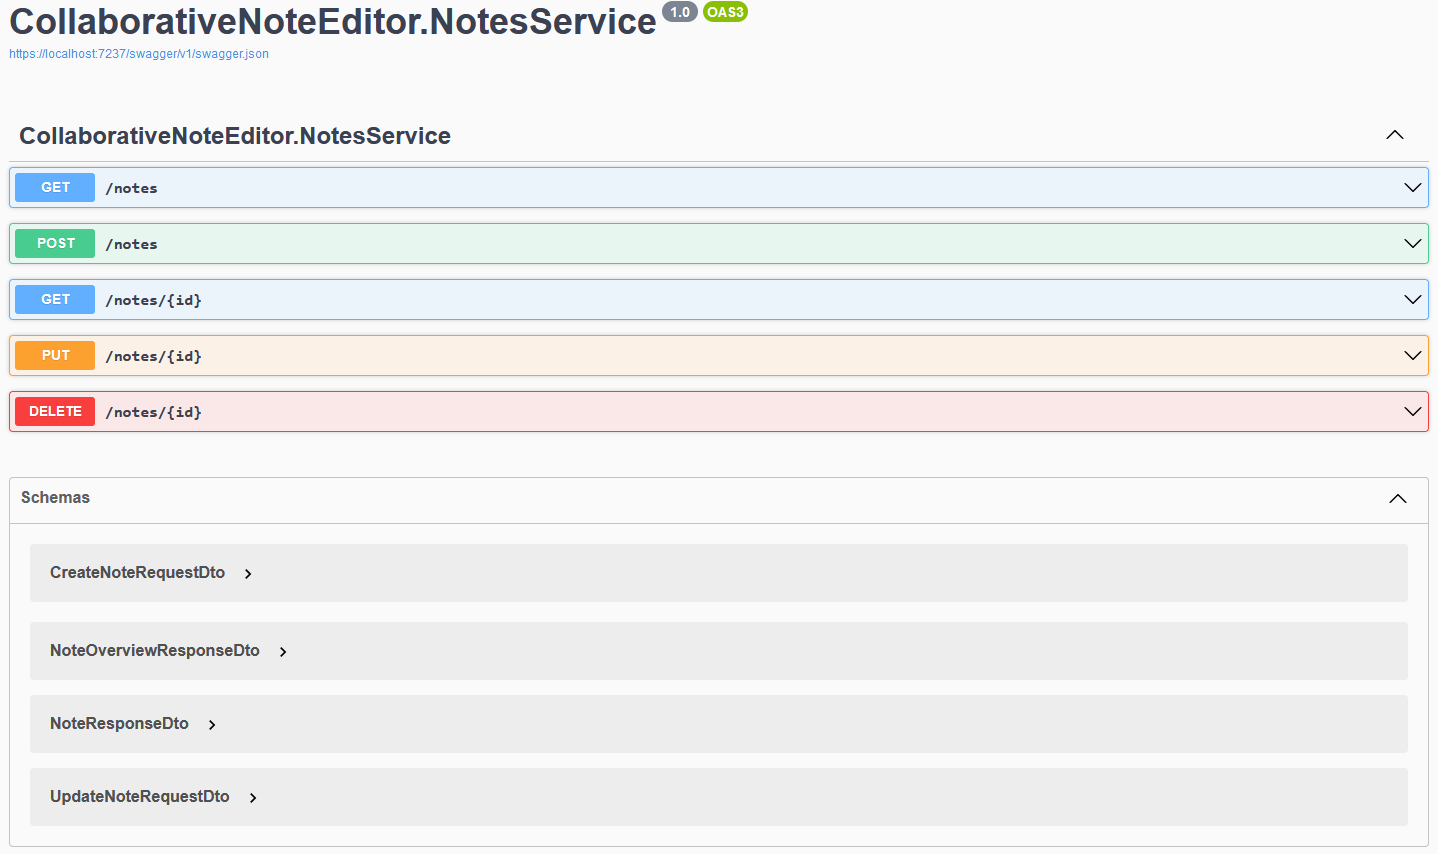 CollaborativeNoteEditor.NotesService 1.0 OAS3
https://localhost:7237/swagger/v1/swagger.json
CollaborativeNoteEditor.NotesService
GET /notes
POST /notes
GET /notes/{id}
PUT /notes/{id}
DELETE /notes/{id}
Schemas
CreateNoteRequestDto
NoteOverviewResponseDto
NoteResponseDto
UpdateNoteRequestDto